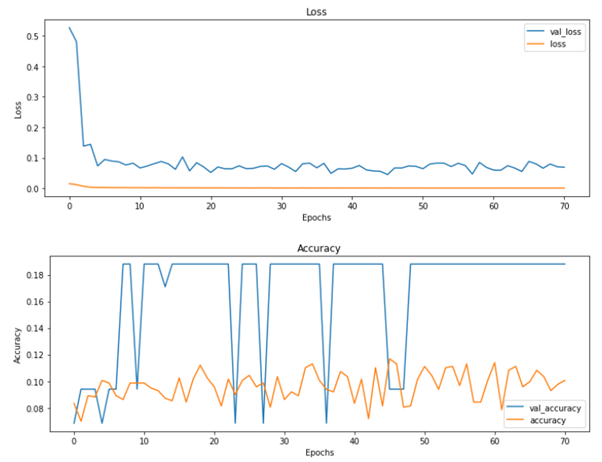 Loss
0.5
0.4
0.3
0.2
0.1
0.0
Loss
val_loss
loss
0 10 20 30 40 50 60 70
Epochs
Accuracy
0.18
0.16
0.14
0.12
0.10
0.08
Accuracy
val_accuracy
accuracy
0 10 20 30 40 50 60 70
Epochs